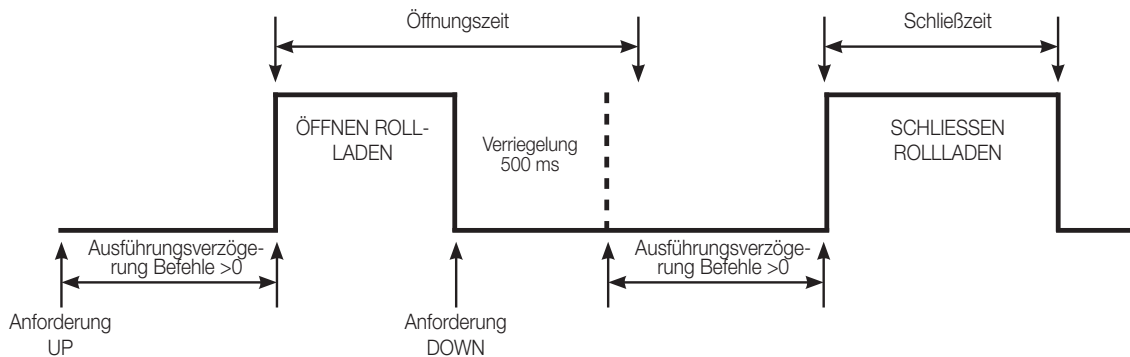 Öffnungszeit
Schließzeit
ÖFFNEN ROLL-
LADEN
Verriegelung
500 ms
SCHLIESSEN
ROLLLADEN
Ausführungsverzöge-
rung Befehle >0
Ausführungsverzöge-
rung Befehle >0
Anforderung
UP
Anforderung
DOWN